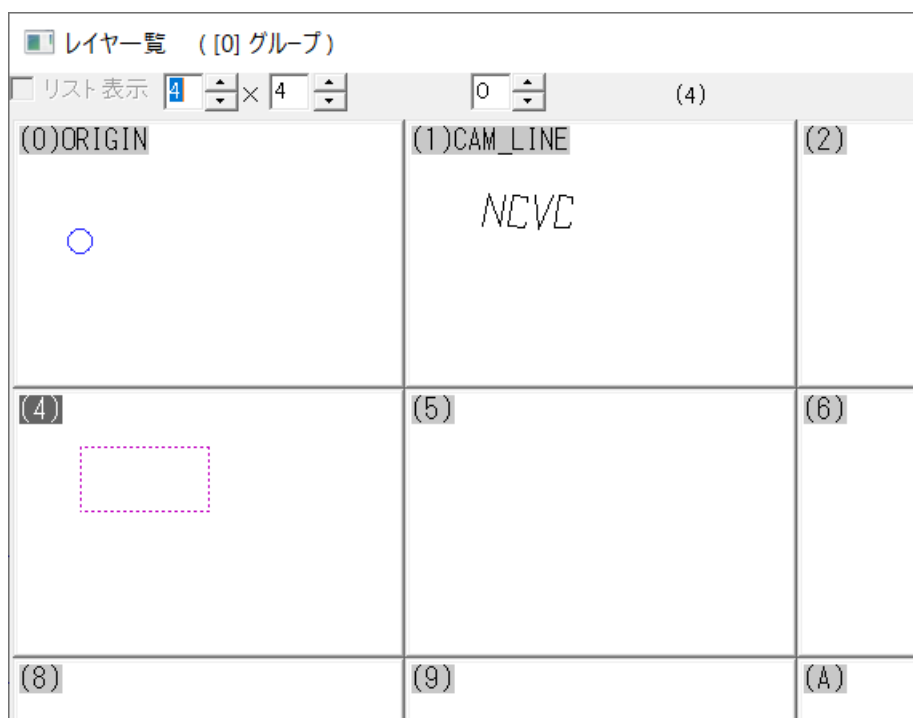 レイヤ一覧 ( [0] グループ )
リスト表示 4 × 4 0 (4)
(0)ORIGIN (1)CAM_LINE (2)
NCVC
(4) (5) (6)
(8) (9) (A)